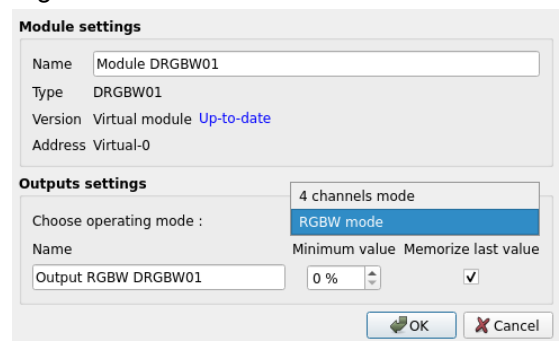 Module settings
Name Module DRGBW01
Type DRGBW01
Version Virtual module Up-to-date
Address Virtual-0
Outputs settings
4 channels mode
Choose operating mode : RGBW mode
Name Minimum value Memorize last value
Output RGBW DRGBW01 0 %
OK Cancel